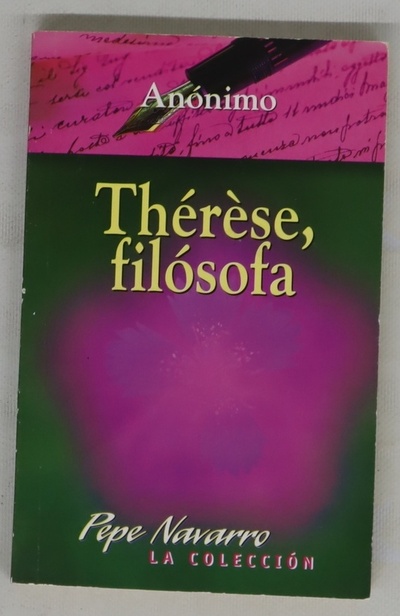 Anónimo
Thérèse,
filósofa
Pepe Navarro
LA COLECCIÓN